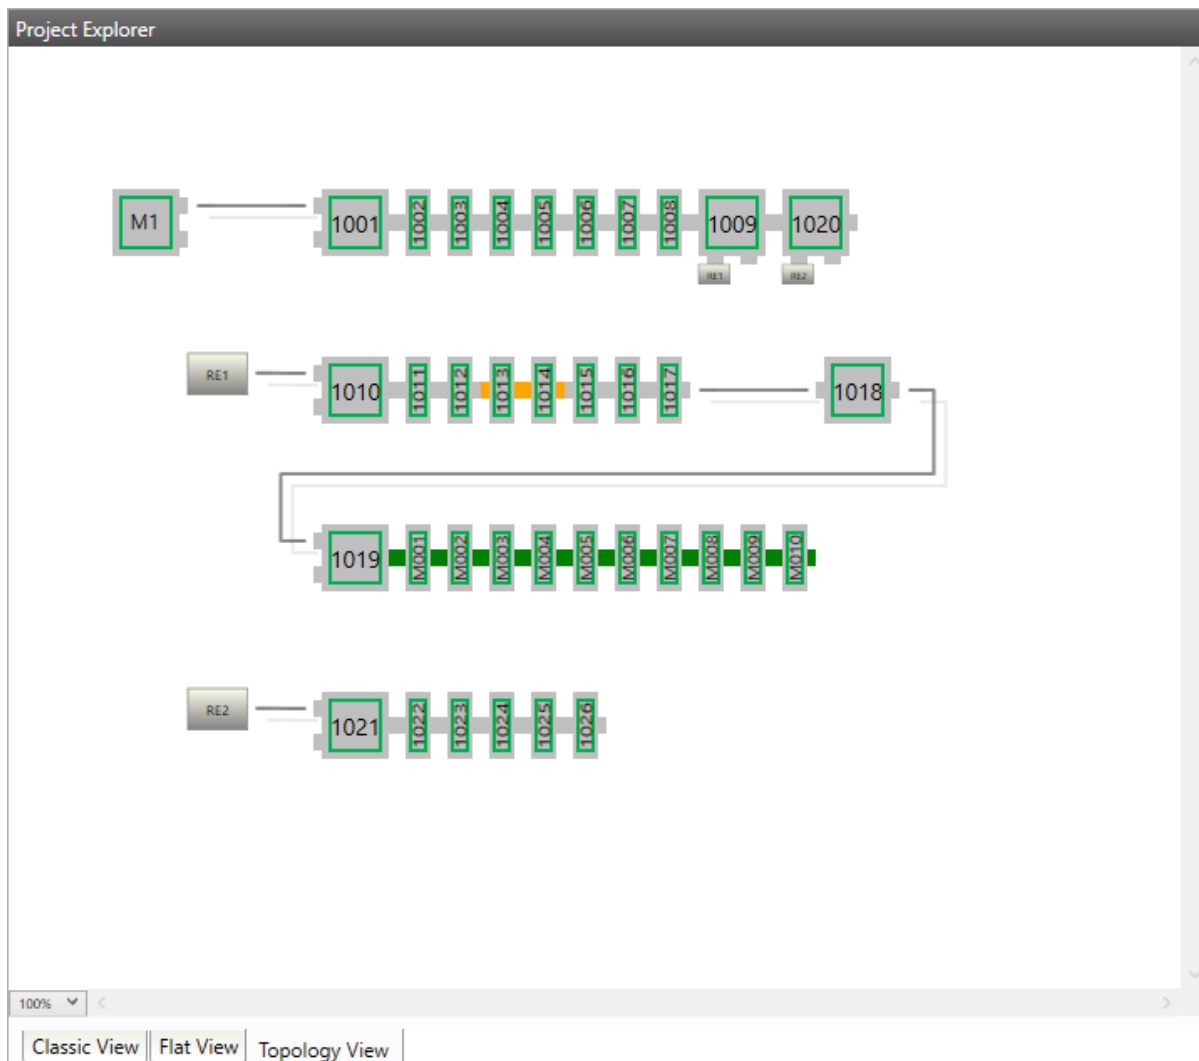 Project Explorer
M1 1001 1002 1003 1004 1005 1006 1007 1008 1009 1020
RE1 RE2
RE1 1010 1011 1012 1013 1014 1015 1016 1017 1018
1019 M001 M002 M003 M004 M005 M006 M007 M008 M009 M010
RE2 1021 1022 1023 1024 1025 1026
100%
Classic View Flat View Topology View